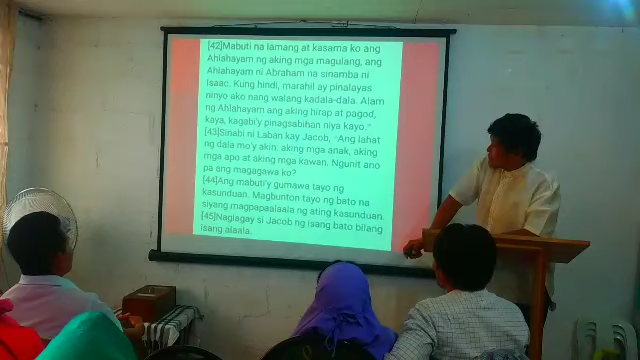 [42]Mabuti na lamang at kasama ko ang
Ahlahayam ng aking mga magulang, ang
Ahlahayam ni Abraham na sinamba ni
Isaac. Kung hindi, marahil ay pinalayas
ninyo ako nang walang kadala-dala. Alam
ng Ahlahayam ang aking hirap at pagod,
kaya, kagabi'y pinagsabihan niya kayo."
[43]Sinabi ni Laban kay Jacob, "Ang lahat
ng dala mo'y akin, aking mga anak, aking
mga apo at aking mga kawan. Ngunit ano
pa ang magagawa ko?
[44]Ang mabuti'y gumawa tayo ng
kasunduan. Magbunton tayo ng bato na
siyang magpapaalaala ng ating kasunduan.
[45]Naglagay si Jacob ng isang bato bilang
isang alaala.